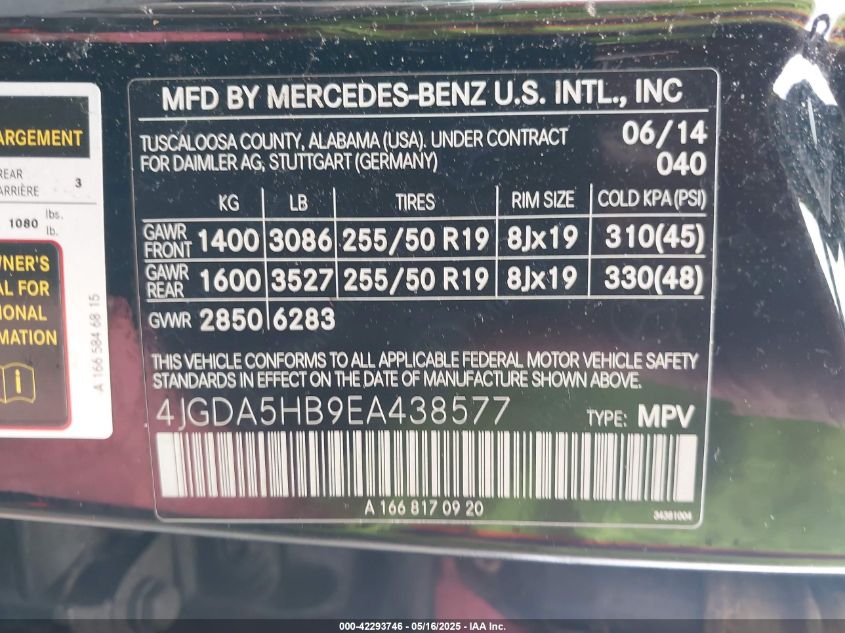 MFD BY MERCEDES-BENZ U.S. INTL., INC
TUSCALOOSA COUNTY, ALABAMA (USA). UNDER CONTRACT
FOR DAIMLER AG, STUTTGART (GERMANY)
06/14
040
KG LB TIRES RIM SIZE COLD KPA(PSI)
GAWR FRONT 1400 3086 255/50 R19 8Jx19 310(45)
GAWR REAR 1600 3527 255/50 R19 8Jx19 330(48)
GVWR 2850 6283
THIS VEHICLE CONFORMS TO ALL APPLICABLE FEDERAL MOTOR VEHICLE SAFETY
STANDARDS IN EFFECT ON THE DATE OF MANUFACTURE SHOWN ABOVE.
4JGDA5HB9EA438577 TYPE: MPV
A 166 817 09 20
34381004
ARGEMENT
REAR
ARRIÈRE 3
1080 lbs.
lb.
WNER'S
AL FOR
IONAL
MATION
A 166 584 68 15
000-42293746 - 05/16/2025 - IAA Inc.